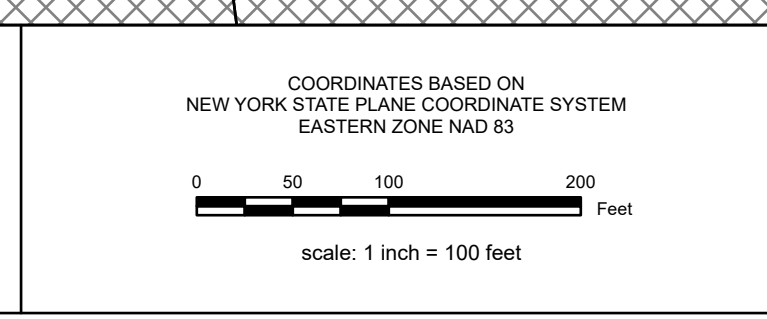 COORDINATES BASED ON
NEW YORK STATE PLANE COORDINATE SYSTEM
EASTERN ZONE NAD 83
0 50 100 200
Feet
scale: 1 inch = 100 feet